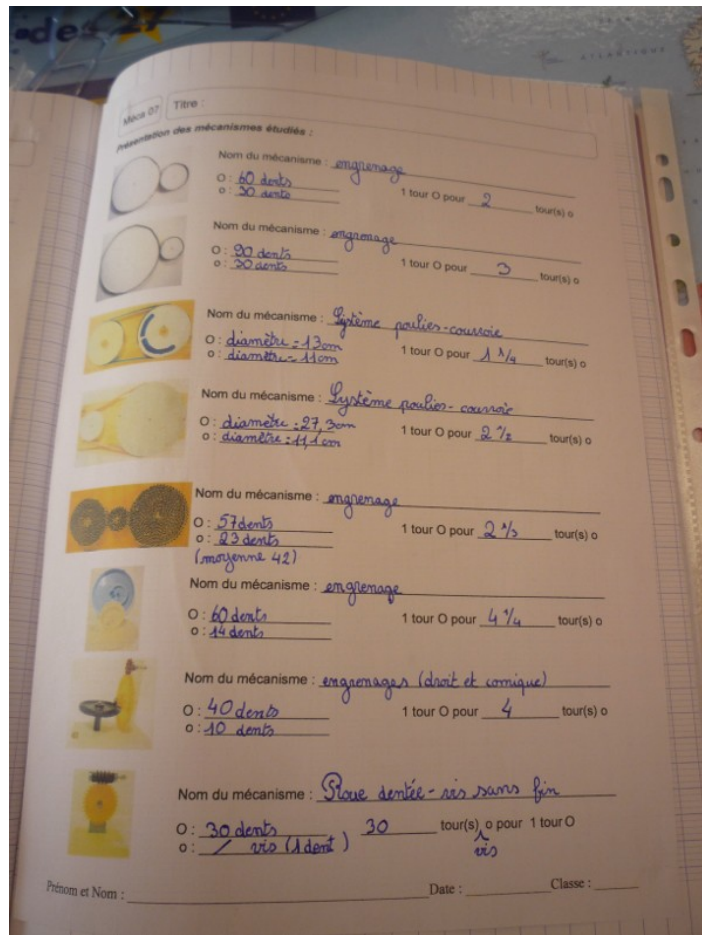 ATLANTIQUE
Méca 07 Titre :
Présentation des mécanismes étudiés :
Nom du mécanisme : engrenage
O : 60 dents
o : 30 dents
1 tour O pour 2 tour(s) o
Nom du mécanisme : engrenage
O : 90 dents
o : 30 dents
1 tour O pour 3 tour(s) o
Nom du mécanisme : Système poulies-courroie
O : diamètre = 13cm
o : diamètre = 11cm
1 tour O pour 1 1/4 tour(s) o
Nom du mécanisme : Système poulies-courroie
O : diamètre : 27,3cm
o : diamètre : 11,1cm
1 tour O pour 2 1/2 tour(s) o
Nom du mécanisme : engrenage
O : 57 dents
o : 23 dents
(moyenne 42)
1 tour O pour 2 1/3 tour(s) o
Nom du mécanisme : engrenage
O : 60 dents
o : 14 dents
1 tour O pour 4 1/4 tour(s) o
Nom du mécanisme : engrenages (droit et comique)
O : 40 dents
o : 10 dents
1 tour O pour 4 tour(s) o
Nom du mécanisme : Roue dentée - vis sans fin
O : 30 dents
o : / vis (1 dent)
30 tour(s) o pour 1 tour O
vis
Prénom et Nom : Date : Classe :